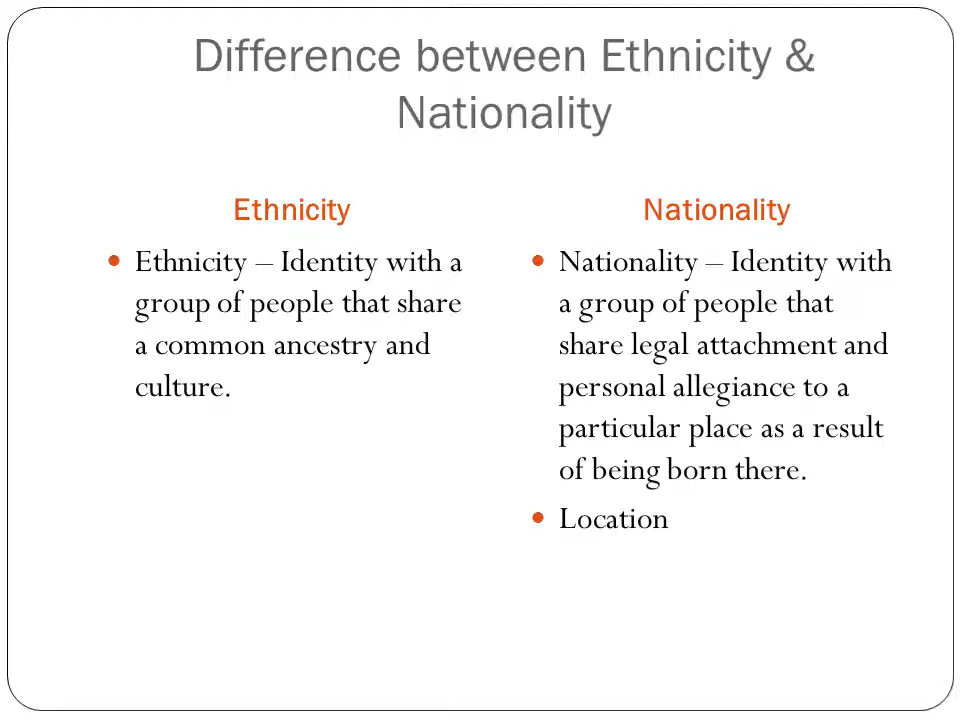 Difference between Ethnicity &
Nationality
Ethnicity
• Ethnicity – Identity with a
group of people that share
a common ancestry and
culture.
Nationality
• Nationality – Identity with
a group of people that
share legal attachment and
personal allegiance to a
particular place as a result
of being born there.
• Location